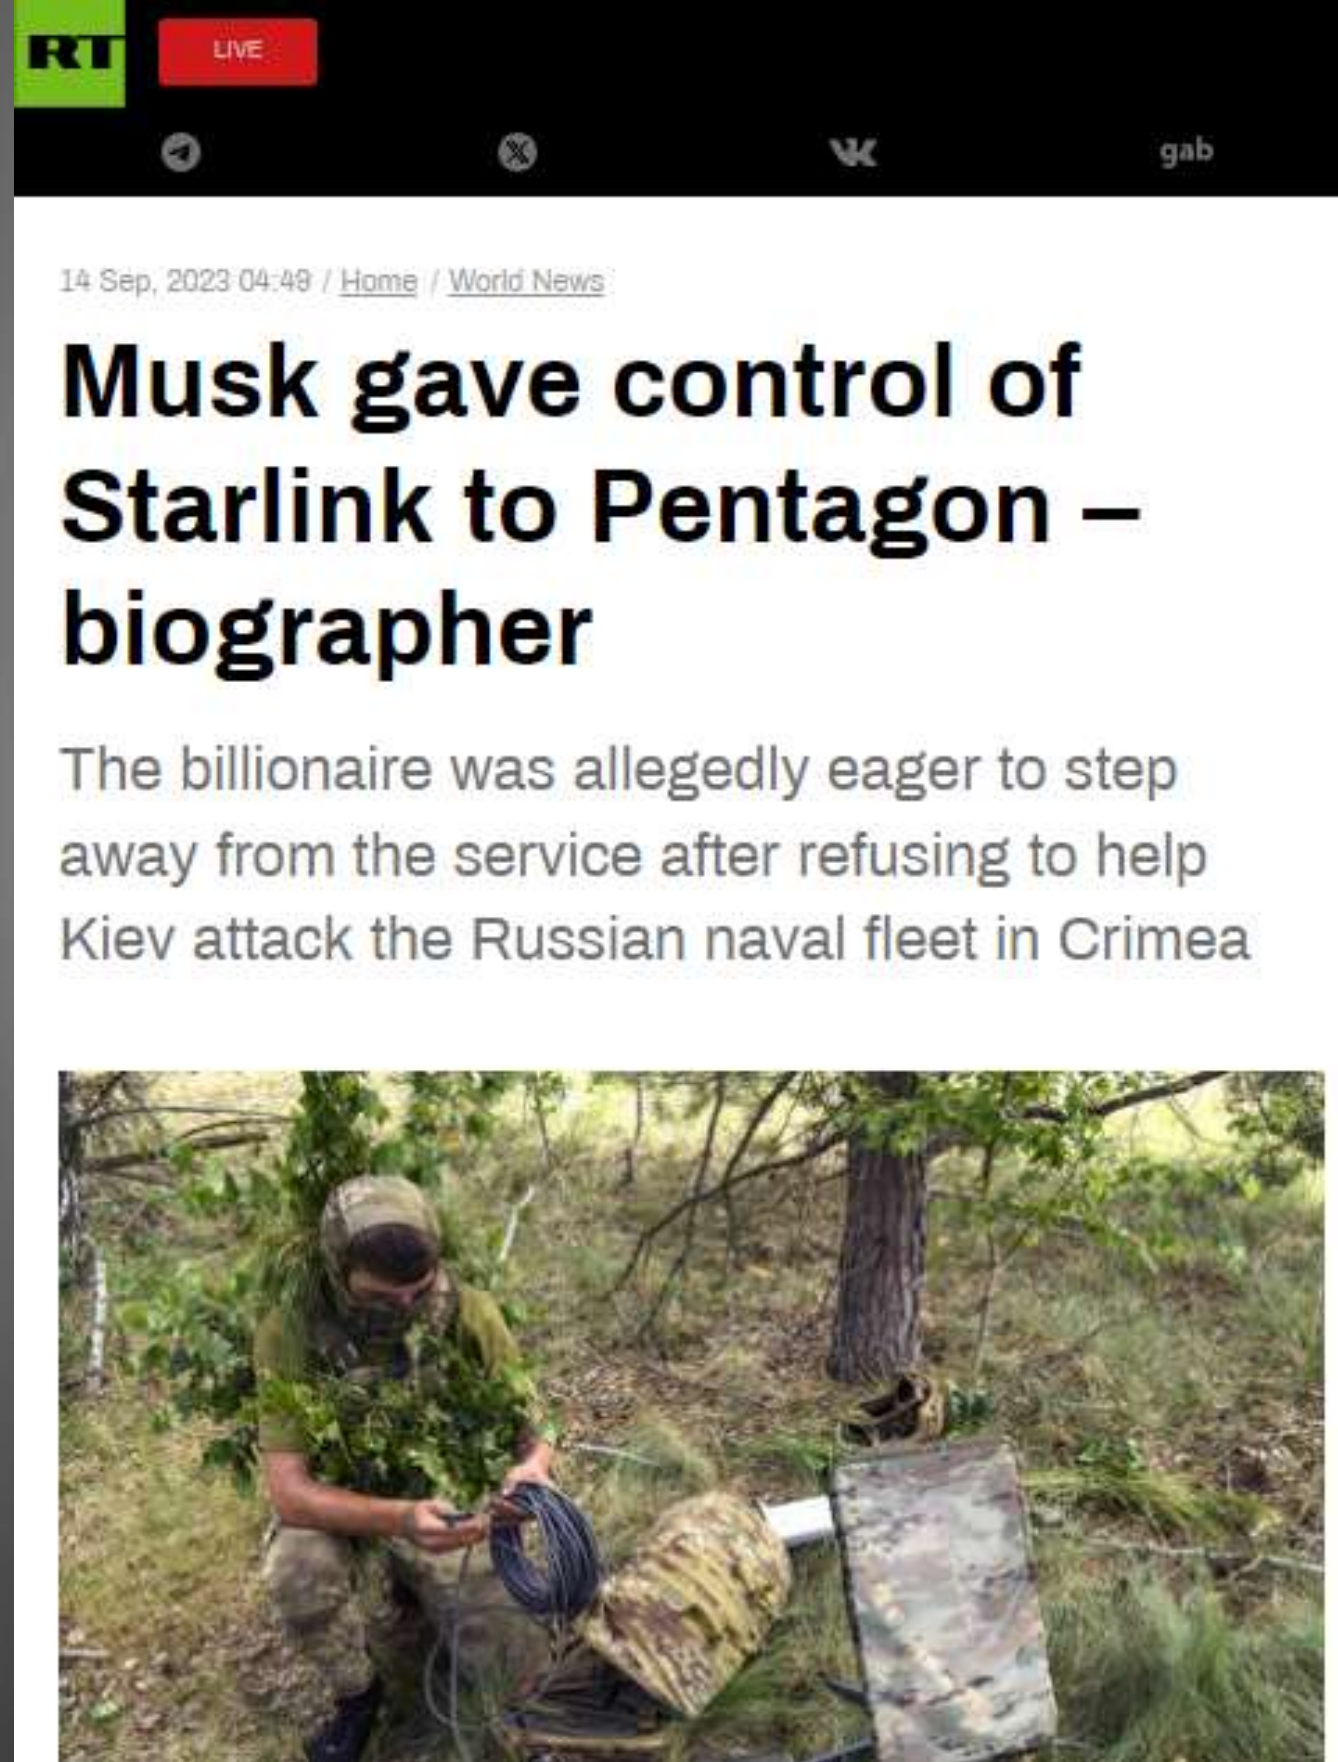 RT
LIVE
gab
14 Sep, 2023 04:49 / Home / World News
Musk gave control of
Starlink to Pentagon –
biographer
The billionaire was allegedly eager to step
away from the service after refusing to help
Kiev attack the Russian naval fleet in Crimea